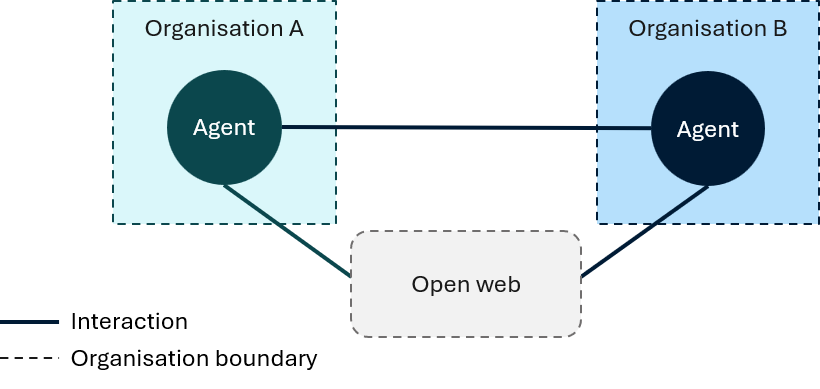 Organisation A
Organisation B
Agent
Agent
Open web
Interaction
Organisation boundary